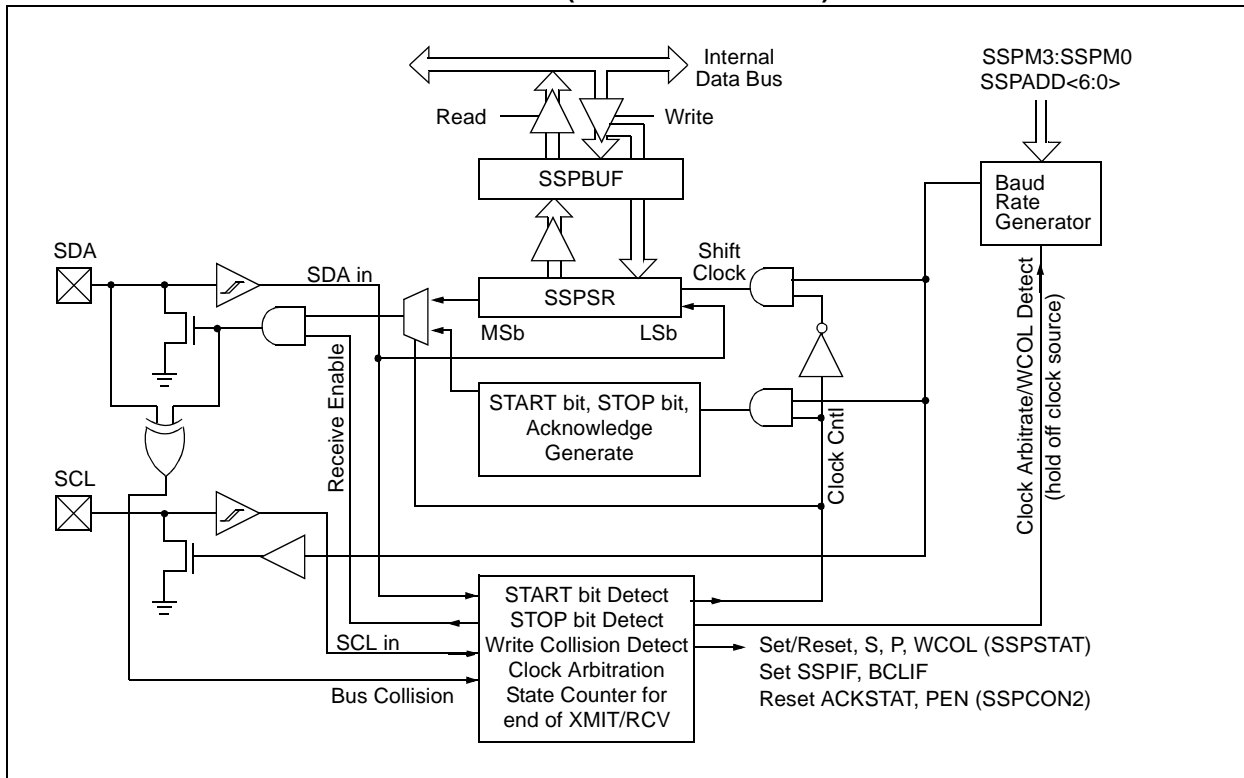 Internal
Data Bus
SSPM3:SSPM0
SSPADD<6:0>
Read
Write
SSPBUF
Baud
Rate
Generator
SDA
SDA in
Shift
Clock
SSPSR
MSb
LSb
START bit, STOP bit,
Acknowledge
Generate
Receive Enable
Clock Cntl
Clock Arbitrate/WCOL Detect
(hold off clock source)
SCL
SCL in
Bus Collision
START bit Detect
STOP bit Detect
Write Collision Detect
Clock Arbitration
State Counter for
end of XMIT/RCV
Set/Reset, S, P, WCOL (SSPSTAT)
Set SSPIF, BCLIF
Reset ACKSTAT, PEN (SSPCON2)